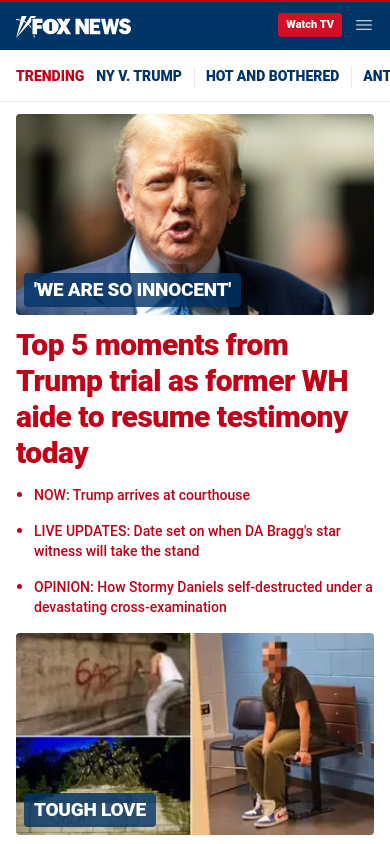 FOX NEWS
Watch TV
TRENDING NY V. TRUMP HOT AND BOTHERED ANT
'WE ARE SO INNOCENT'
Top 5 moments from
Trump trial as former WH
aide to resume testimony
today
NOW: Trump arrives at courthouse
LIVE UPDATES: Date set on when DA Bragg's star
witness will take the stand
OPINION: How Stormy Daniels self-destructed under a
devastating cross-examination
TOUGH LOVE